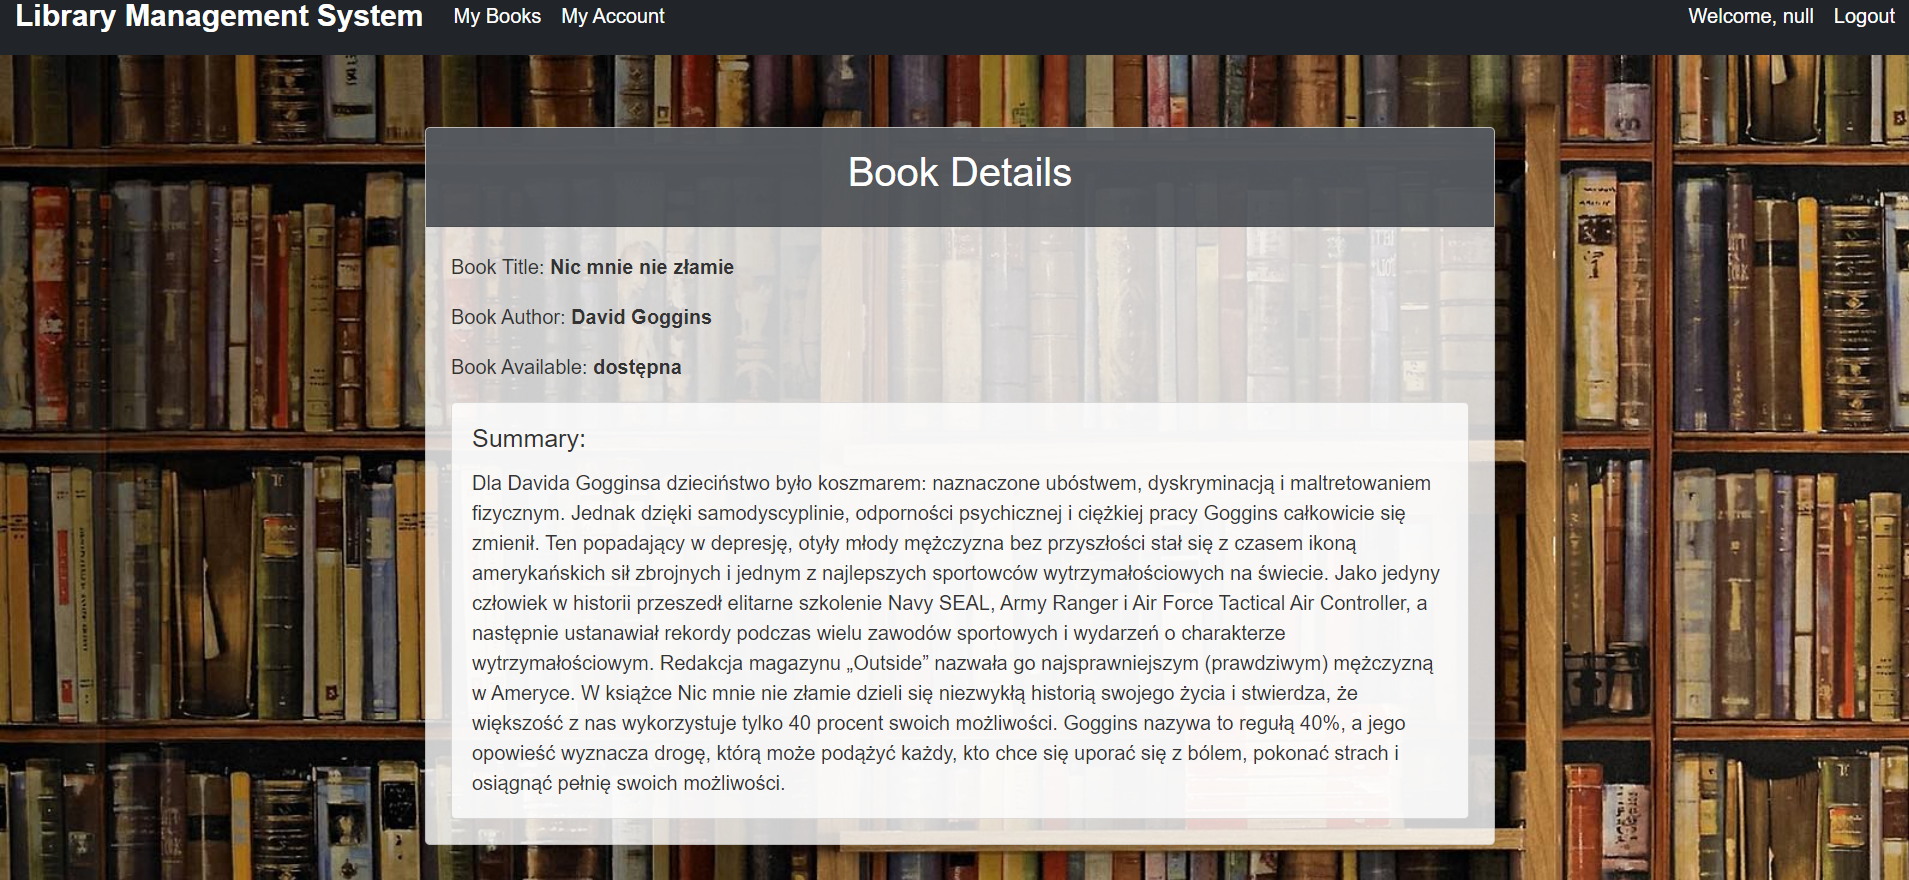 Library Management System My Books My Account Welcome, null Logout
Book Details
Book Title: Nic mnie nie złamie
Book Author: David Goggins
Book Available: dostępna
Summary:
Dla Davida Gogginsa dzieciństwo było koszmarem: naznaczone ubóstwem, dyskryminacją i maltretowaniem
fizycznym. Jednak dzięki samodyscyplinie, odporności psychicznej i ciężkiej pracy Goggins całkowicie się
zmienił. Ten popadający w depresję, otyły młody mężczyzna bez przyszłości stał się z czasem ikoną
amerykańskich sił zbrojnych i jednym z najlepszych sportowców wytrzymałościowych na świecie. Jako jedyny
człowiek w historii przeszedł elitarne szkolenie Navy SEAL, Army Ranger i Air Force Tactical Air Controller, a
następnie ustanawiał rekordy podczas wielu zawodów sportowych i wydarzeń o charakterze
wytrzymałościowym. Redakcja magazynu „Outside” nazwała go najsprawniejszym (prawdziwym) mężczyzną
w Ameryce. W książce Nic mnie nie złamie dzieli się niezwykłą historią swojego życia i stwierdza, że
większość z nas wykorzystuje tylko 40 procent swoich możliwości. Goggins nazywa to regułą 40%, a jego
opowieść wyznacza drogę, którą może podążyć każdy, kto chce się uporać się z bólem, pokonać strach i
osiągnąć pełnię swoich możliwości.